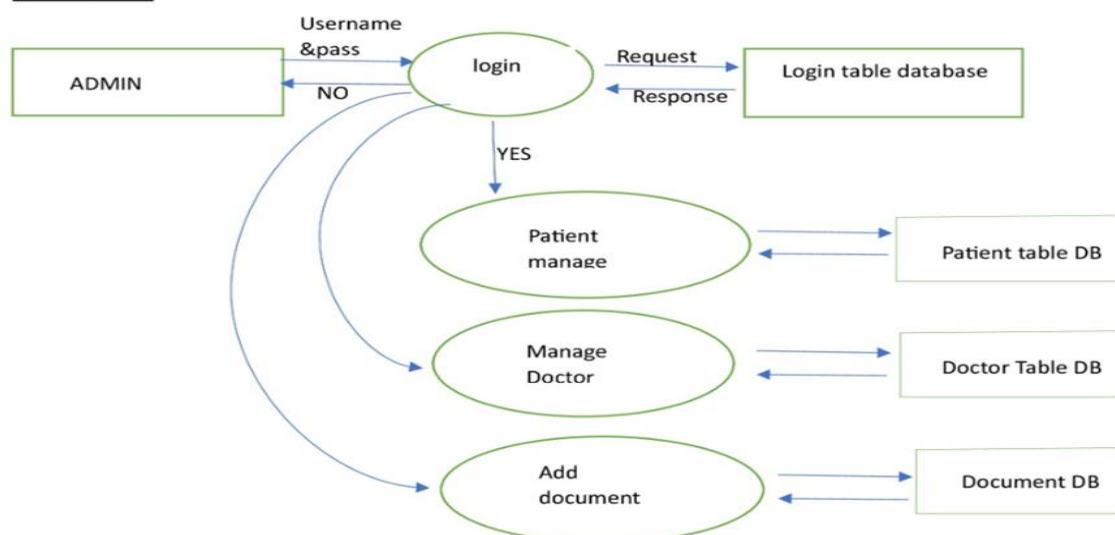 Username
&pass
ADMIN
NO
login
Request
Response
Login table database
YES
Patient
manage
Patient table DB
Manage
Doctor
Doctor Table DB
Add
document
Document DB